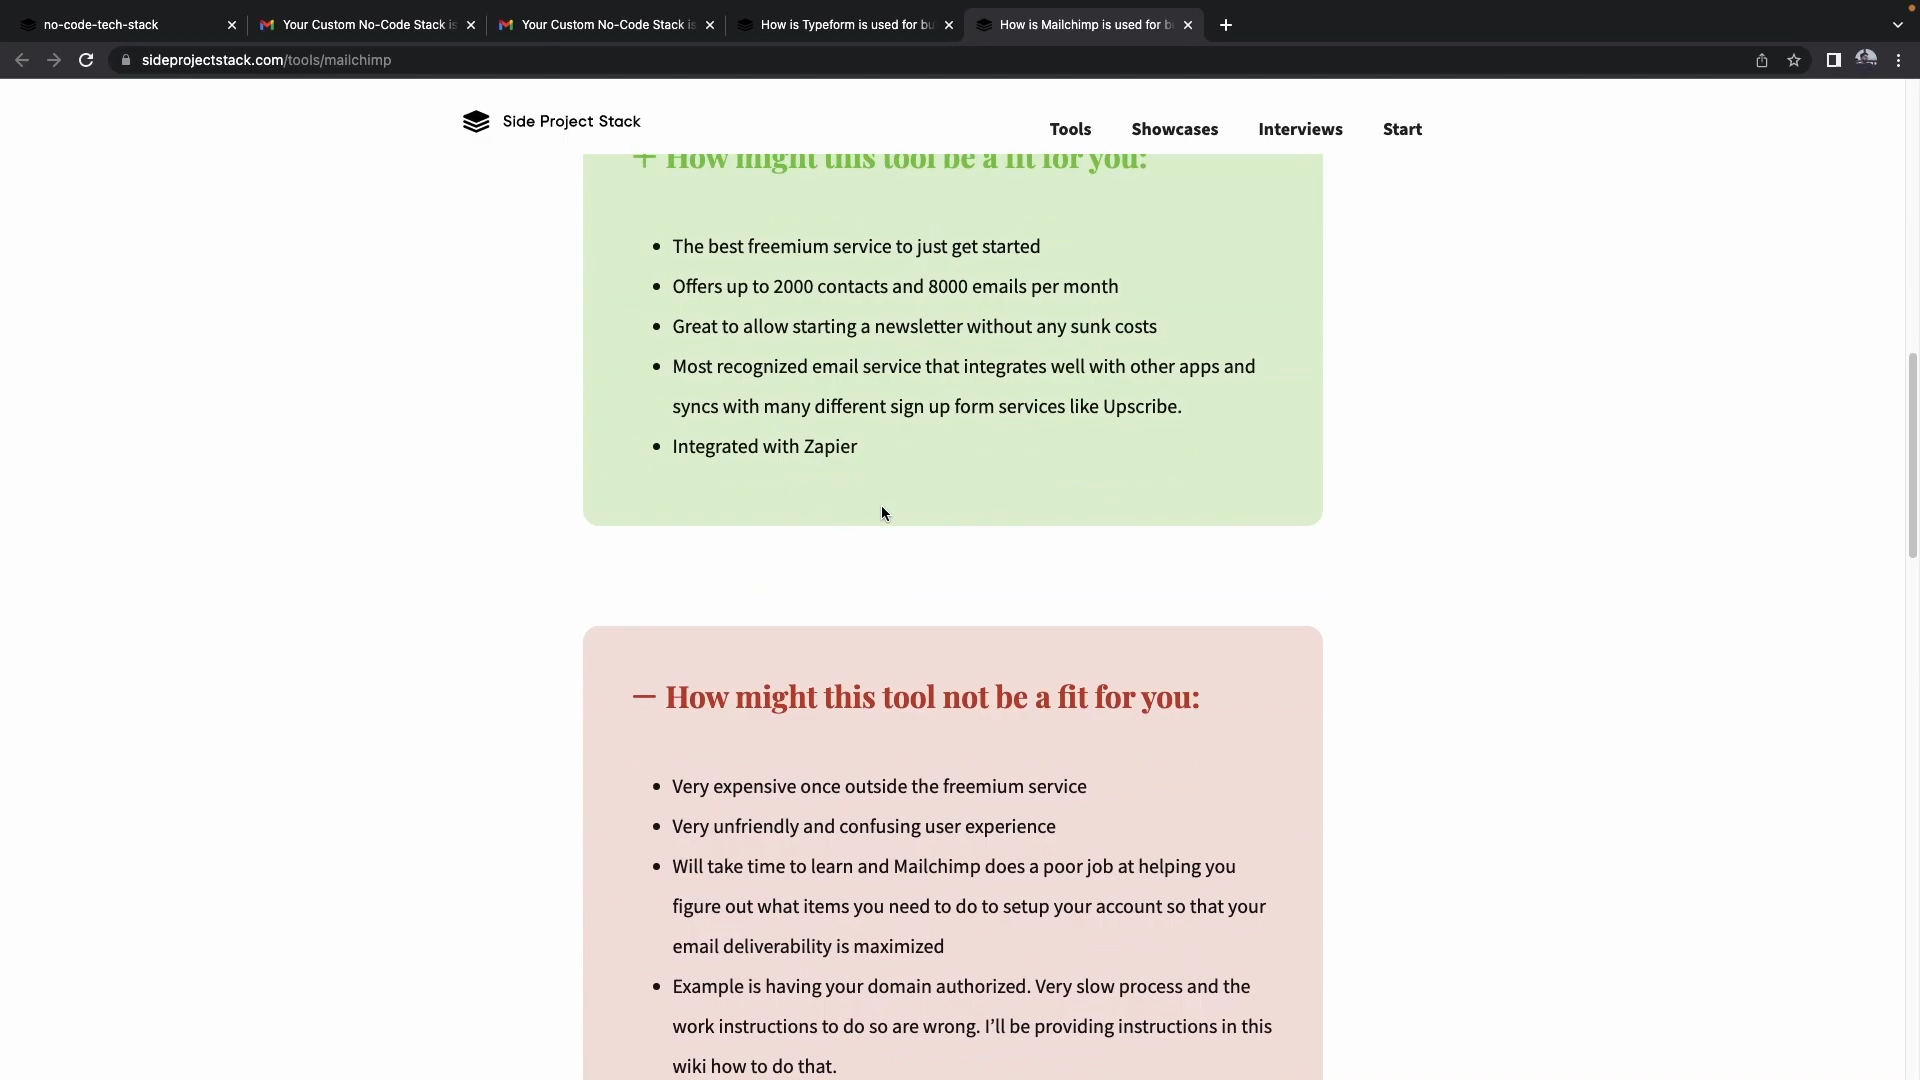 no-code-tech-stack
Your Custom No-Code Stack is
Your Custom No-Code Stack is
How is Typeform is used for bu
How is Mailchimp is used for bu
sideprojectstack.com/tools/mailchimp
Side Project Stack
Tools
Showcases
Interviews
Start
+ How might this tool be a fit for you:
• The best freemium service to just get started
• Offers up to 2000 contacts and 8000 emails per month
• Great to allow starting a newsletter without any sunk costs
• Most recognized email service that integrates well with other apps and
syncs with many different sign up form services like Upscribe.
• Integrated with Zapier
— How might this tool not be a fit for you:
• Very expensive once outside the freemium service
• Very unfriendly and confusing user experience
• Will take time to learn and Mailchimp does a poor job at helping you
figure out what items you need to do to setup your account so that your
email deliverability is maximized
• Example is having your domain authorized. Very slow process and the
work instructions to do so are wrong. I’ll be providing instructions in this
wiki how to do that.